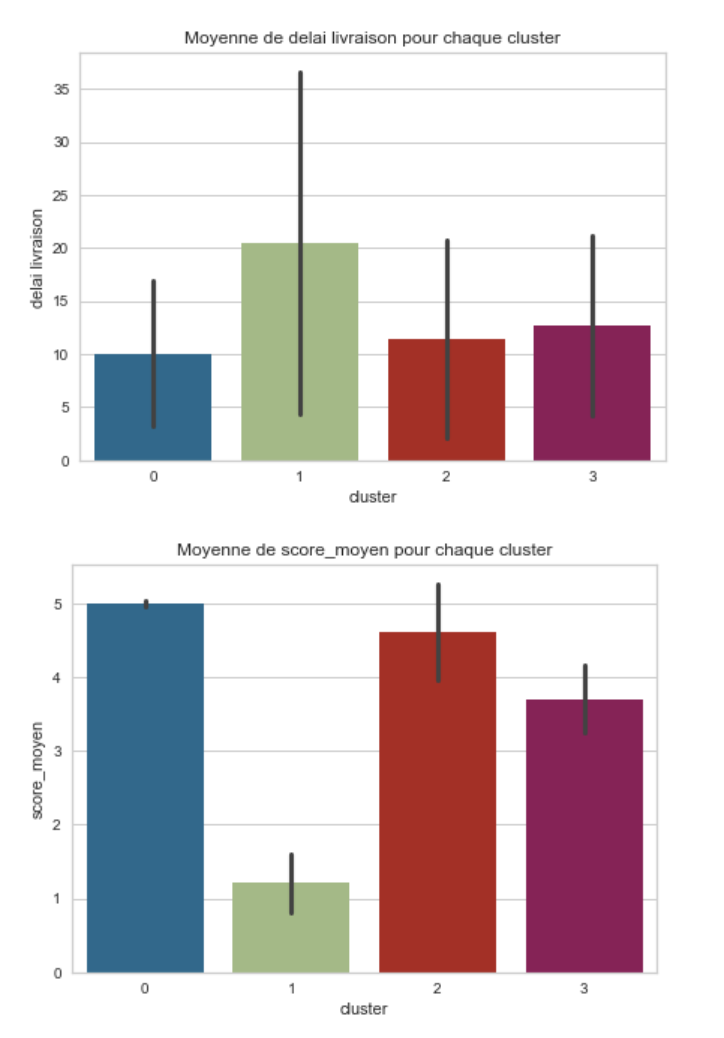 Moyenne de delai livraison pour chaque cluster
35
30
25
20
15
10
5
0
delai livraison
0 1 2 3
cluster
Moyenne de score_moyen pour chaque cluster
5
4
3
2
1
0
score_moyen
0 1 2 3
cluster